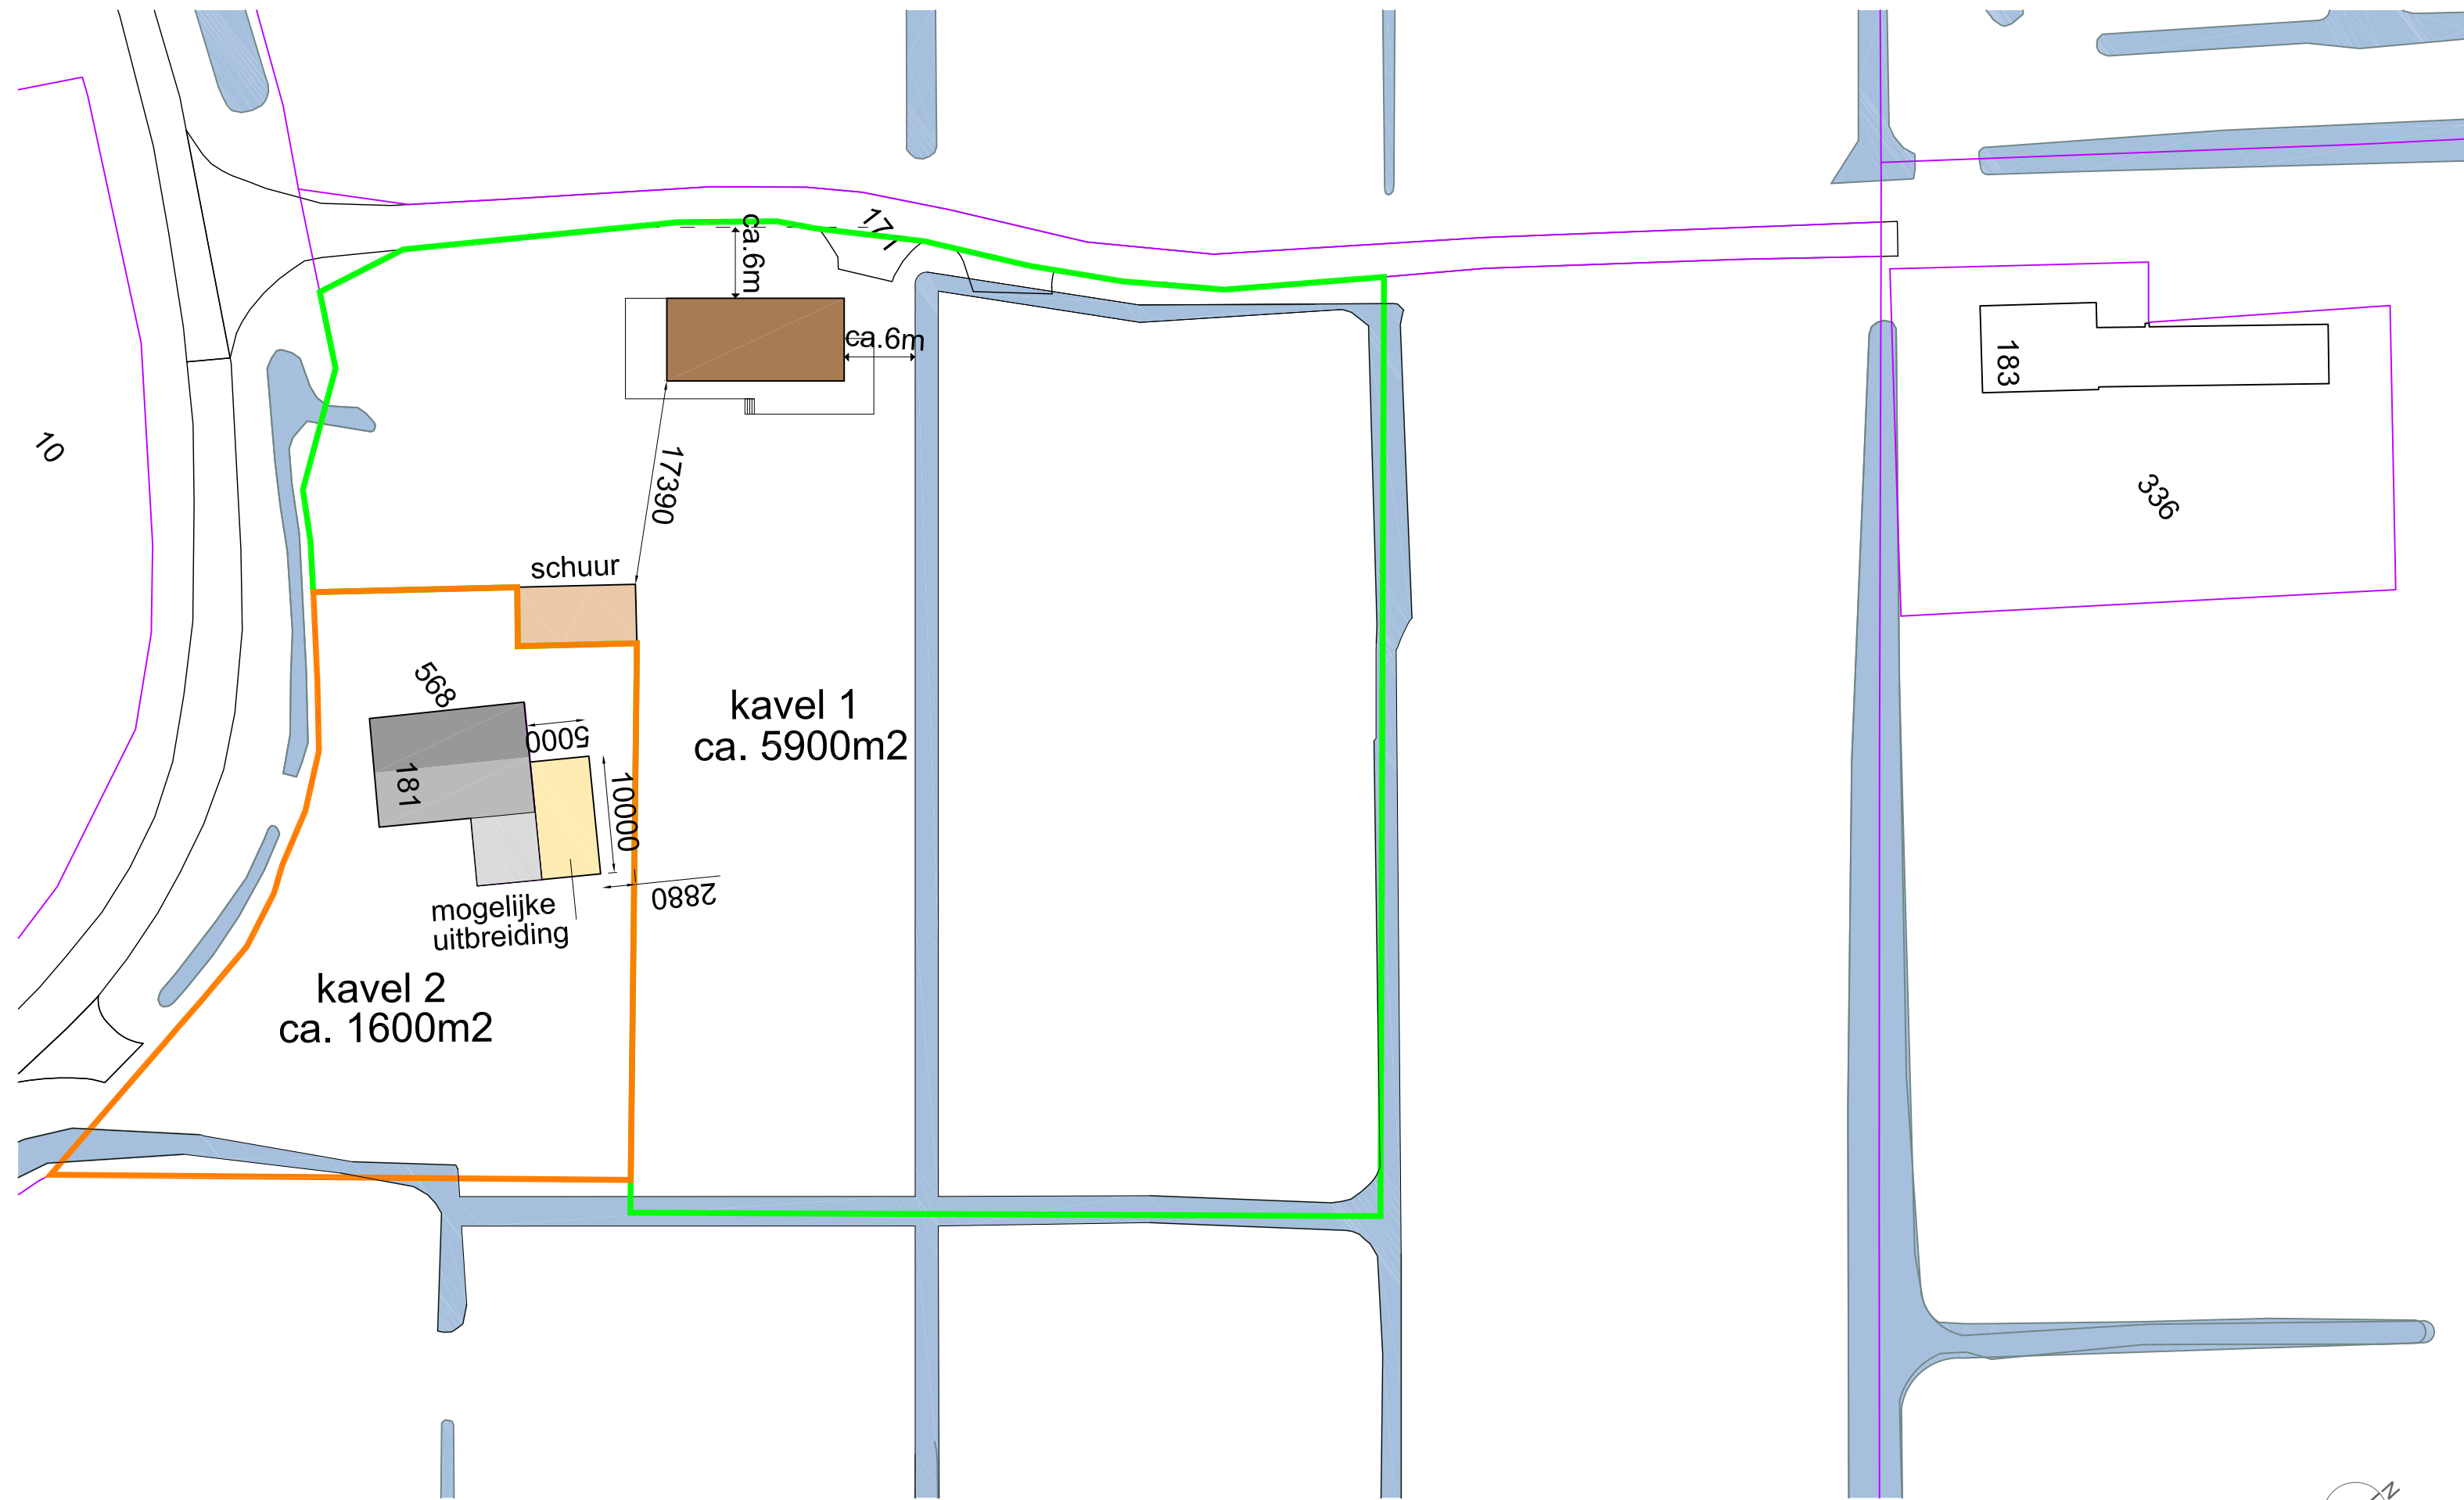 171
ca.6m
ca.6m
183
10
17390
336
schuur
568
kavel 1
ca. 5900m2
5000
181
10000
2880
mogelijke
uitbreiding
kavel 2
ca. 1600m2
N